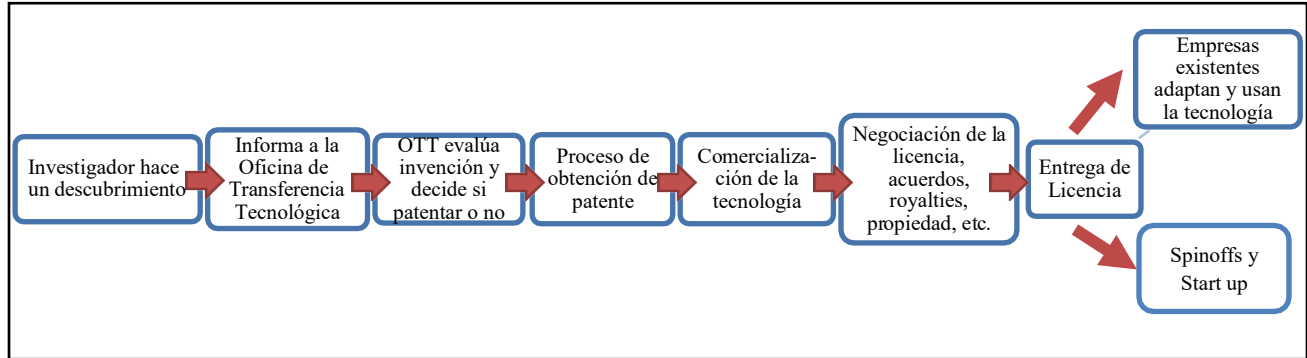 Investigador hace
un descubrimiento
Informa a la
Oficina de
Transferencia
Tecnológica
OTT evalúa
invención y
decide si
patentar o no
Proceso de
obtención de
patente
Comercializa-
ción de la
tecnología
Negociación de la
licencia,
acuerdos,
royalties,
propiedad, etc.
Entrega de
Licencia
Empresas
existentes
adaptan y usan
la tecnología
Spinoffs y
Start up